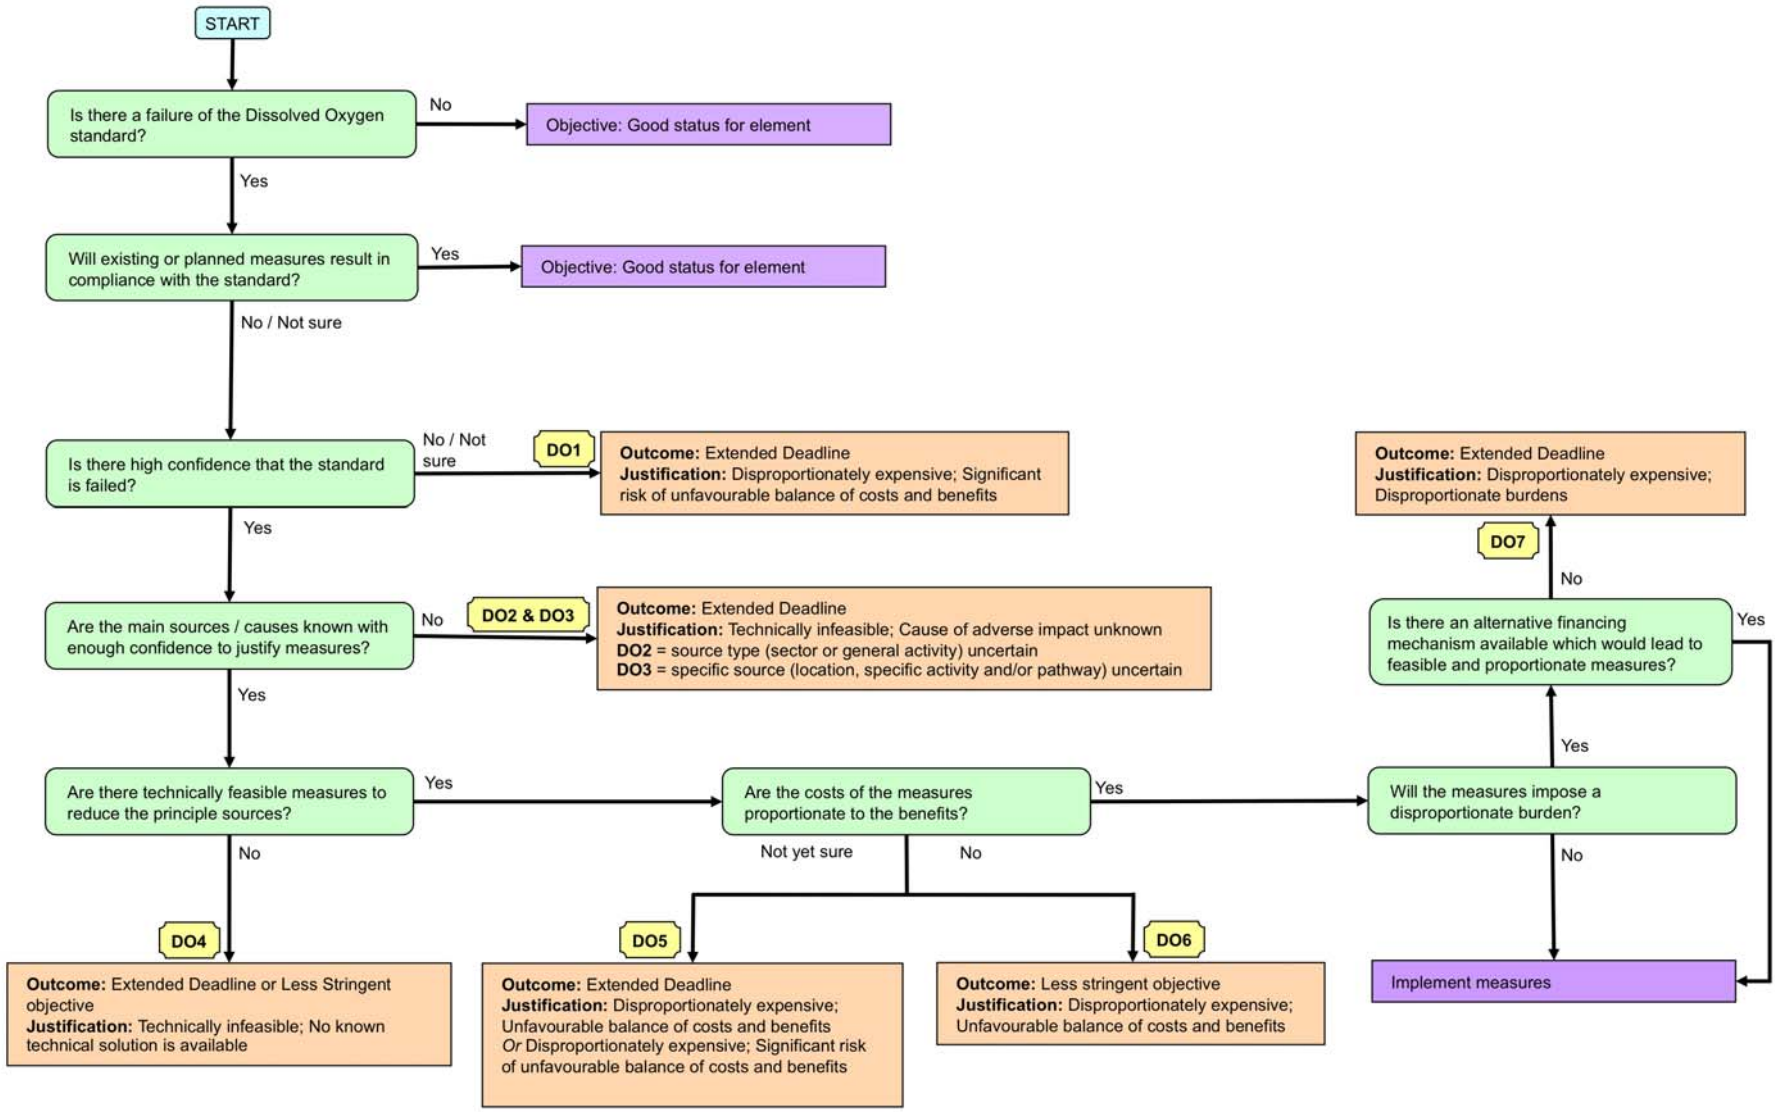 START
Is there a failure of the Dissolved Oxygen
standard?
No
Objective: Good status for element
Yes
Will existing or planned measures result in
compliance with the standard?
Yes
Objective: Good status for element
No / Not sure
Is there high confidence that the standard
is failed?
No / Not
sure
DO1
Outcome: Extended Deadline
Justification: Disproportionately expensive; Significant
risk of unfavourable balance of costs and benefits
Yes
Are the main sources / causes known with
enough confidence to justify measures?
No
DO2 & DO3
Outcome: Extended Deadline
Justification: Technically infeasible; Cause of adverse impact unknown
DO2 = source type (sector or general activity) uncertain
DO3 = specific source (location, specific activity and/or pathway) uncertain
Yes
Are there technically feasible measures to
reduce the principle sources?
Yes
Are the costs of the measures
proportionate to the benefits?
Yes
Will the measures impose a
disproportionate burden?
Yes
Is there an alternative financing
mechanism available which would lead to
feasible and proportionate measures?
Yes
No
DO7
Outcome: Extended Deadline
Justification: Disproportionately expensive;
Disproportionate burdens
No
DO4
Outcome: Extended Deadline or Less Stringent
objective
Justification: Technically infeasible; No known
technical solution is available
Not yet sure
No
DO5
Outcome: Extended Deadline
Justification: Disproportionately expensive;
Unfavourable balance of costs and benefits
Or Disproportionately expensive; Significant risk
of unfavourable balance of costs and benefits
DO6
Outcome: Less stringent objective
Justification: Disproportionately expensive;
Unfavourable balance of costs and benefits
No
Implement measures